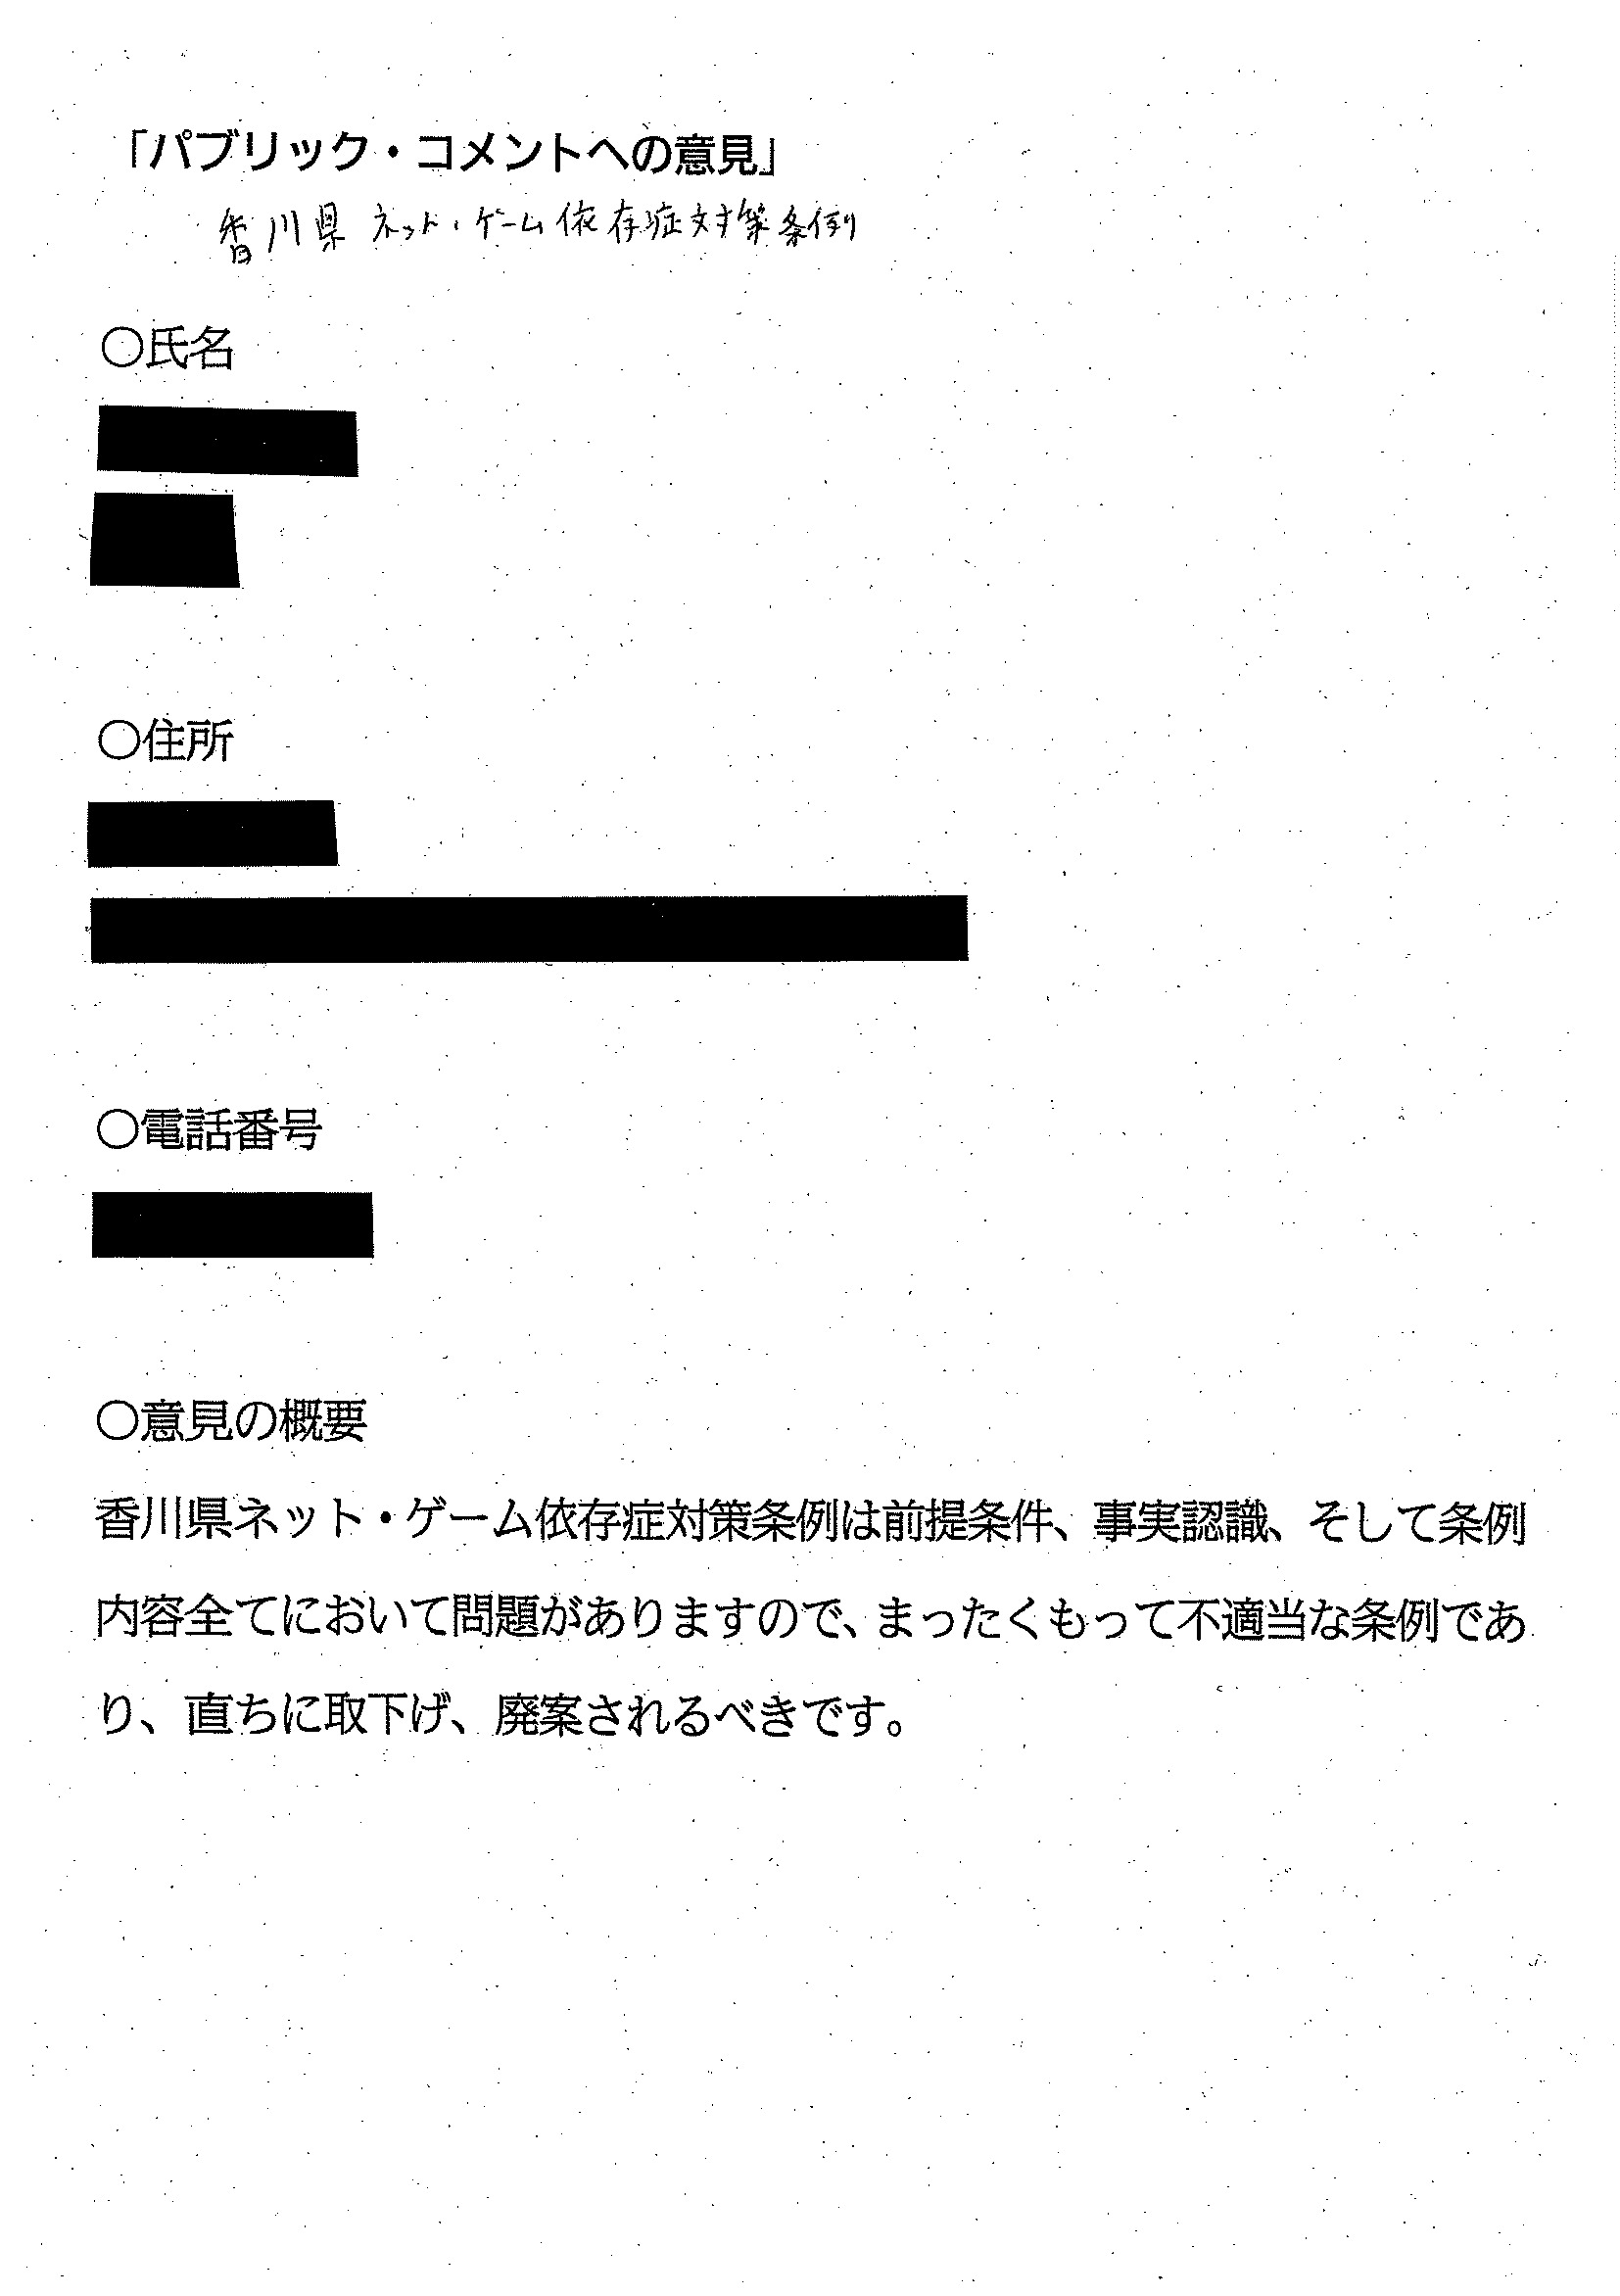 「パブリック・コメントへの意見」
香川県 ネット・ゲーム依存症対策条例
〇氏名
〇住所
〇電話番号
〇意見の概要
香川県ネット・ゲーム依存症対策条例は前提条件、事実認識、そして条例
内容全てにおいて問題がありますので、まったくもって不適当な条例であ
り、直ちに取下げ、廃案されるべきです。